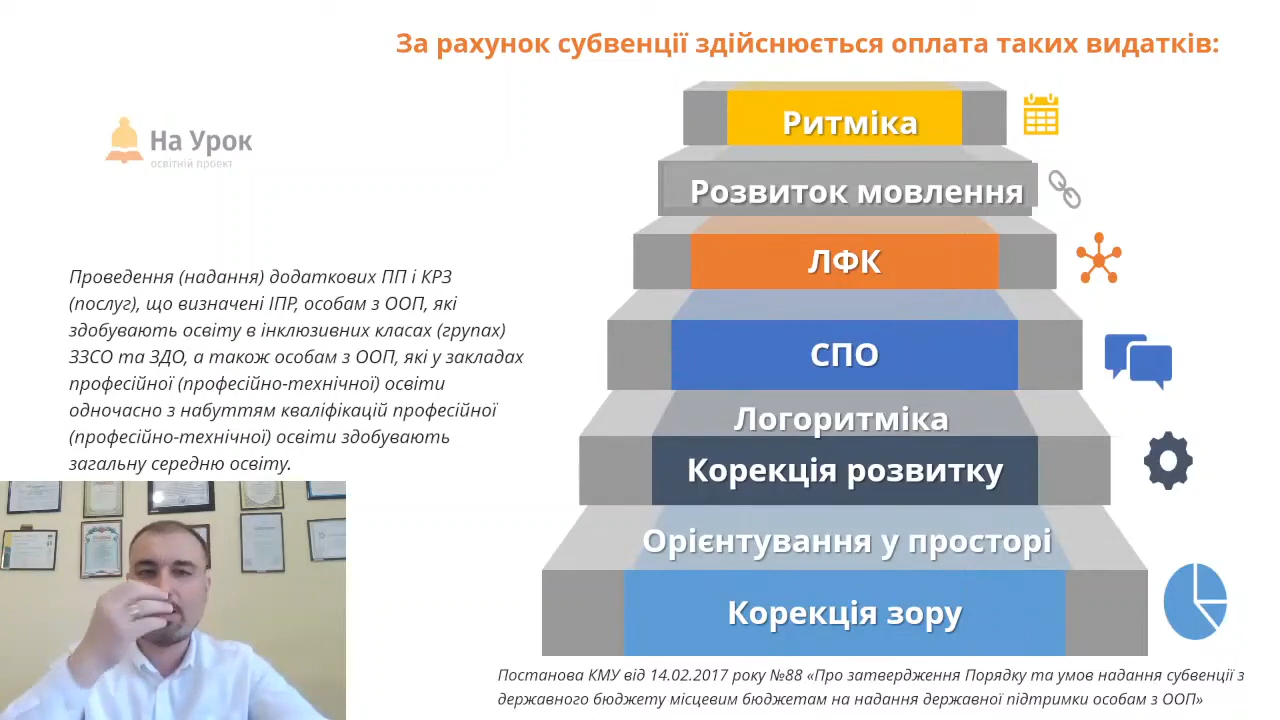 За рахунок субвенції здійснюється оплата таких видатків:
На Урок
освітній проект
Проведення (надання) додаткових ПП і КРЗ
(послуг), що визначені ІПР, особам з ООП, які
здобувають освіту в інклюзивних класах (групах)
ЗЗСО та ЗДО, а також особам з ООП, які у закладах
професійної (професійно-технічної) освіти
одночасно з набуттям кваліфікацій професійної
(професійно-технічної) освіти здобувають
загальну середню освіту.
Ритміка
Розвиток мовлення
ЛФК
СПО
Логоритміка
Корекція розвитку
Орієнтування у просторі
Корекція зору
Постанова КМУ від 14.02.2017 року №88 «Про затвердження Порядку та умов надання субвенції з
державного бюджету місцевим бюджетам на надання державної підтримки особам з ООП»